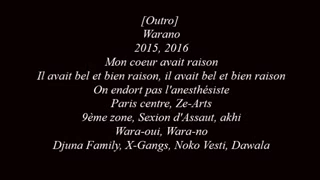 [Outro]
Warano
2015, 2016
Mon coeur avait raison
Il avait bel et bien raison, il avait bel et bien raison
On endort pas l'anesthésiste
Paris centre, Ze-Arts
9ème zone, Sexion d'Assaut, akhi
Wara-oui, Wara-no
Djuna Family, X-Gangs, Noko Vesti, Dawala